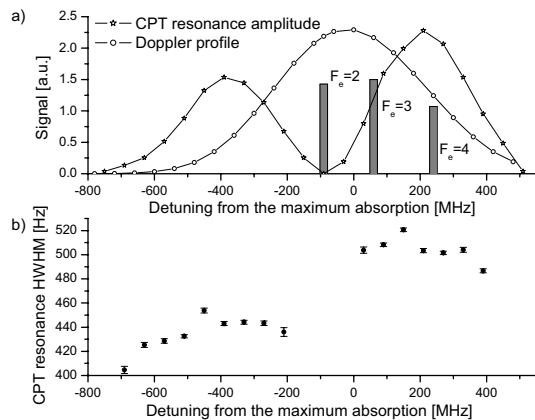 a)
CPT resonance amplitude
Doppler profile
Signal [a.u.]
2.5
2.0
1.5
1.0
0.5
0.0
F_e=2
F_e=3
F_e=4
-800 -600 -400 -200 0 200 400
Detuning from the maximum absorption [MHz]
b)
CPT resonance HWHM [Hz]
520
500
480
460
440
420
400
-800 -600 -400 -200 0 200 400
Detuning from the maximum absorption [MHz]